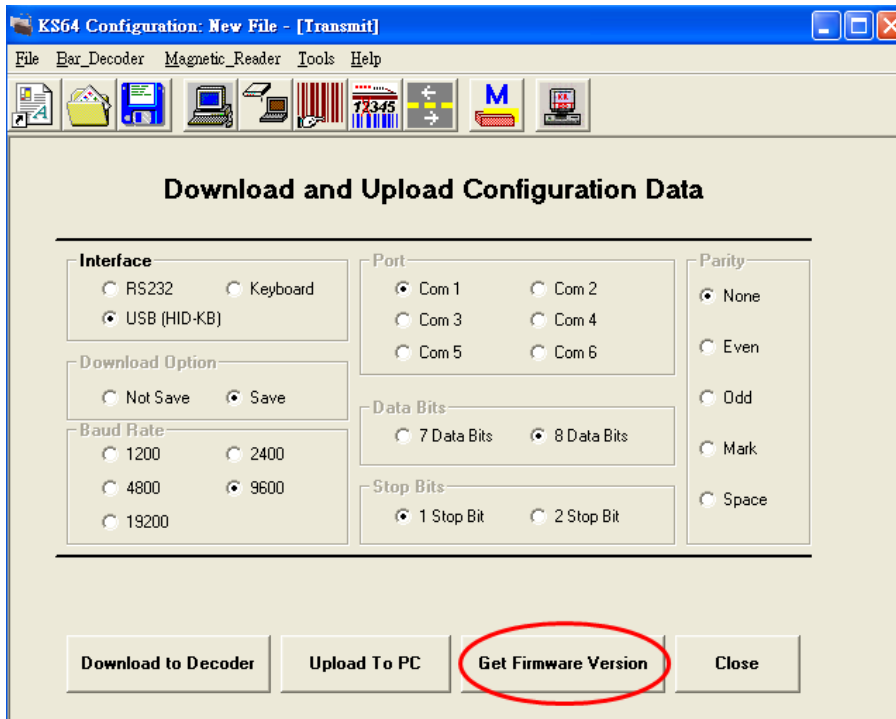 KS64 Configuration: New File - [Transmit]
File Bar_Decoder Magnetic_Reader Tools Help
A
12345
M
Download and Upload Configuration Data
Interface
RS232 Keyboard
USB (HID-KB)
Download Option
Not Save Save
Baud Rate
1200 2400
4800 9600
19200
Port
Com 1 Com 2
Com 3 Com 4
Com 5 Com 6
Data Bits
7 Data Bits 8 Data Bits
Stop Bits
1 Stop Bit 2 Stop Bit
Parity
None
Even
Odd
Mark
Space
Download to Decoder Upload To PC Get Firmware Version Close